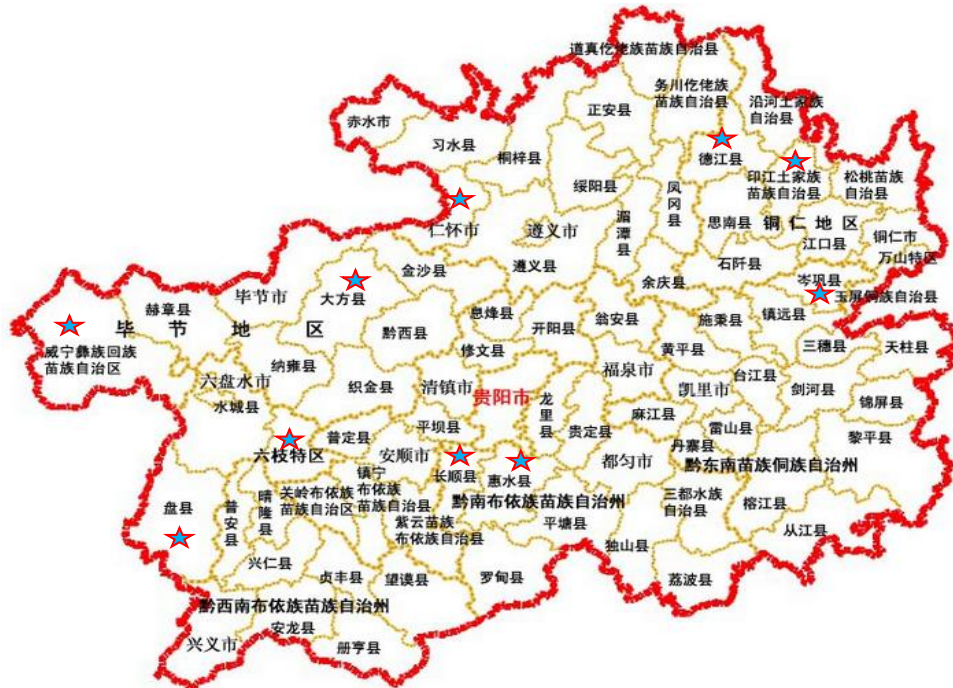 道真仡佬族苗族自治县
务川仡佬族
苗族自治县
沿河土家族
自治县
正安县
赤水市
习水县
桐梓县
德江县
印江土家族
苗族自治县
松桃苗族
自治县
绥阳县
凤冈县
湄潭县
思南县
铜仁地区
仁怀市
遵义市
江口县
铜仁市
万山特区
石阡县
遵义县
金沙县
余庆县
岑巩县
玉屏侗族自治县
毕节市
大方县
赫章县
息烽县
开阳县
瓮安县
施秉县
镇远县
毕节地区
黔西县
威宁彝族回族
苗族自治区
纳雍县
修文县
黄平县
三穗县
天柱县
六盘水市
织金县
清镇市
贵阳市
龙里县
福泉市
凯里市
台江县
剑河县
水城县
锦屏县
平坝县
贵定县
麻江县
雷山县
黎平县
普定县
六枝特区
安顺市
丹寨县
都匀市
黔东南苗族侗族自治州
长顺县
惠水县
镇宁
布依族
苗族自治县
关岭布依族
苗族自治区
晴隆县
普安县
盘县
黔南布依族苗族自治州
三都水族
自治县
榕江县
紫云苗族
布依族自治县
平塘县
从江县
独山县
兴仁县
贞丰县
望谟县
罗甸县
荔波县
黔西南布依族苗族自治州
安龙县
兴义市
册亨县